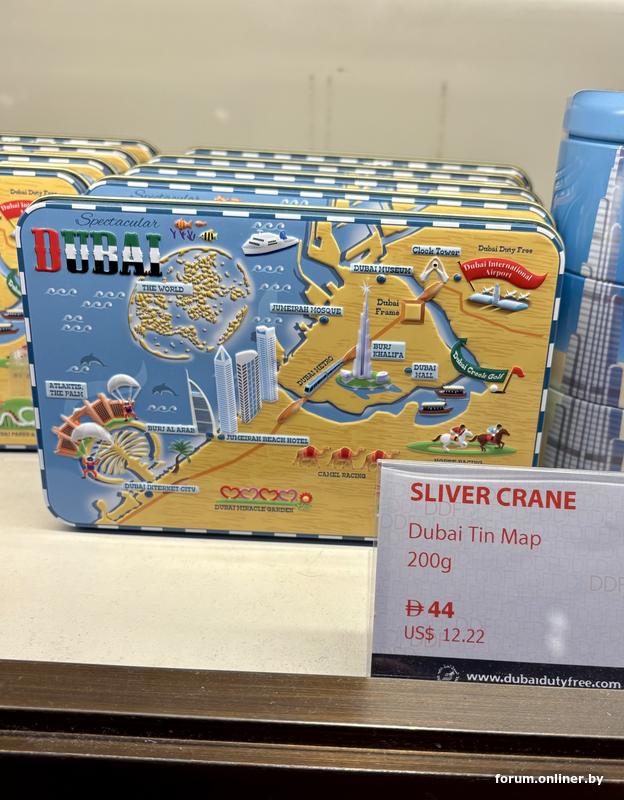 Spectacular
DUBAI
THE WORLD
Clock Tower
Dubai Duty Free
DUBAI MUSEUM
Dubai International
Airport
JUMEIRAH MOSQUE
Dubai
Frame
BURJ
KHALIFA
DUBAI
MALL
Dubai Creek Golf
DUBAI METRO
ATLANTIS,
THE PALM
BURJ AL ARAB
JUMEIRAH BEACH HOTEL
HORSE RACING
CAMEL RACING
DUBAI INTERNET CITY
DUBAI MIRACLE GARDEN
SLIVER CRANE
Dubai Tin Map
200g
44
US$ 12.22
www.dubaidutyfree.com
forum.onliner.by